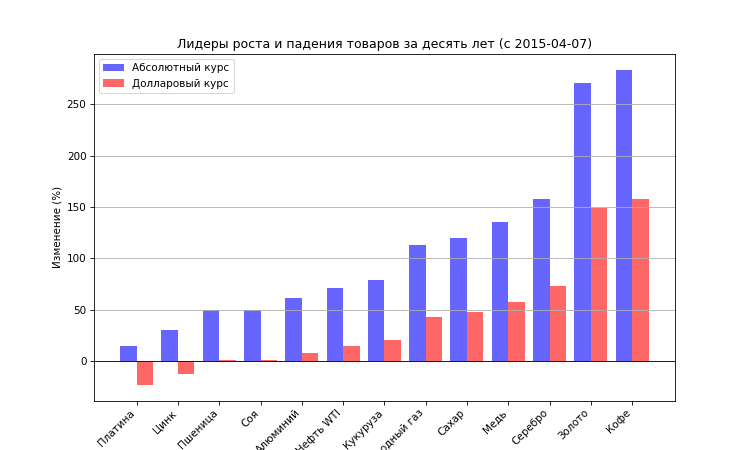 Лидеры роста и падения товаров за десять лет (с 2015-04-07)
Абсолютный курс
Долларовый курс
Изменение (%)
250
200
150
100
50
0
Платина
Цинк
Пшеница
Соя
Алюминий
Нефть WTI
Кукуруза
одный газ
Сахар
Медь
Серебро
Золото
Кофе